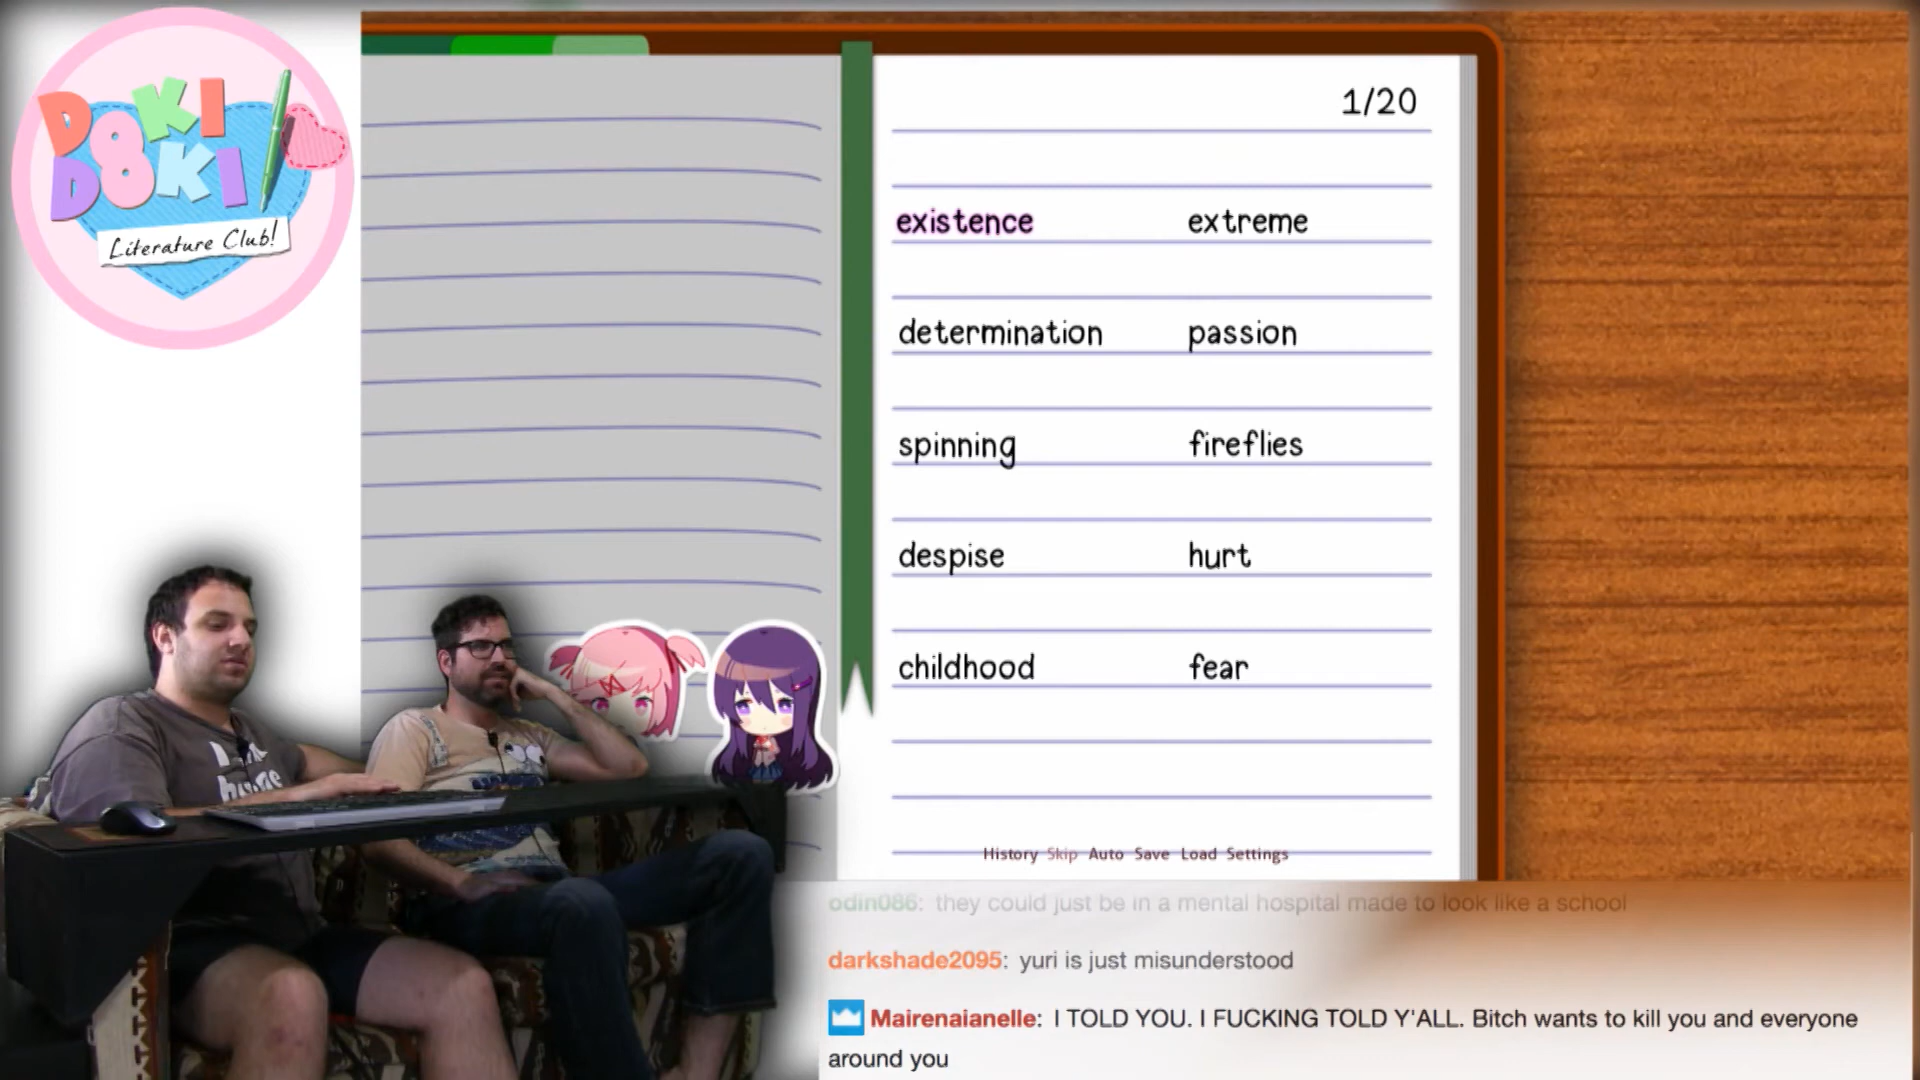 DOKI
DOKI
Literature Club!
1/20
existence extreme
determination passion
spinning fireflies
despise hurt
childhood fear
History Skip Auto Save Load Settings
odin086: they could just be in a mental hospital made to look like a school
darkshade2095: yuri is just misunderstood
Mairenaianelle: I TOLD YOU. I FUCKING TOLD Y'ALL. Bitch wants to kill you and everyone
around you